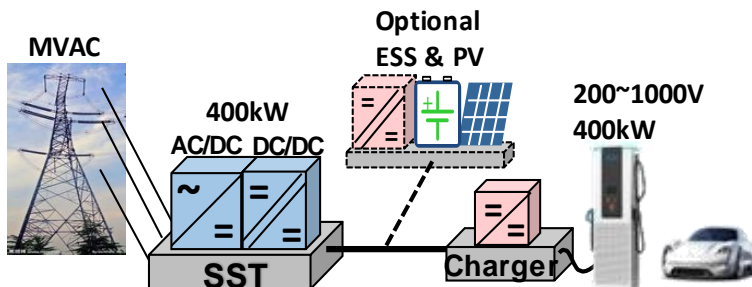 MVAC
Optional
ESS & PV
400kW
AC/DC DC/DC
200~1000V
400kW
SST
Charger